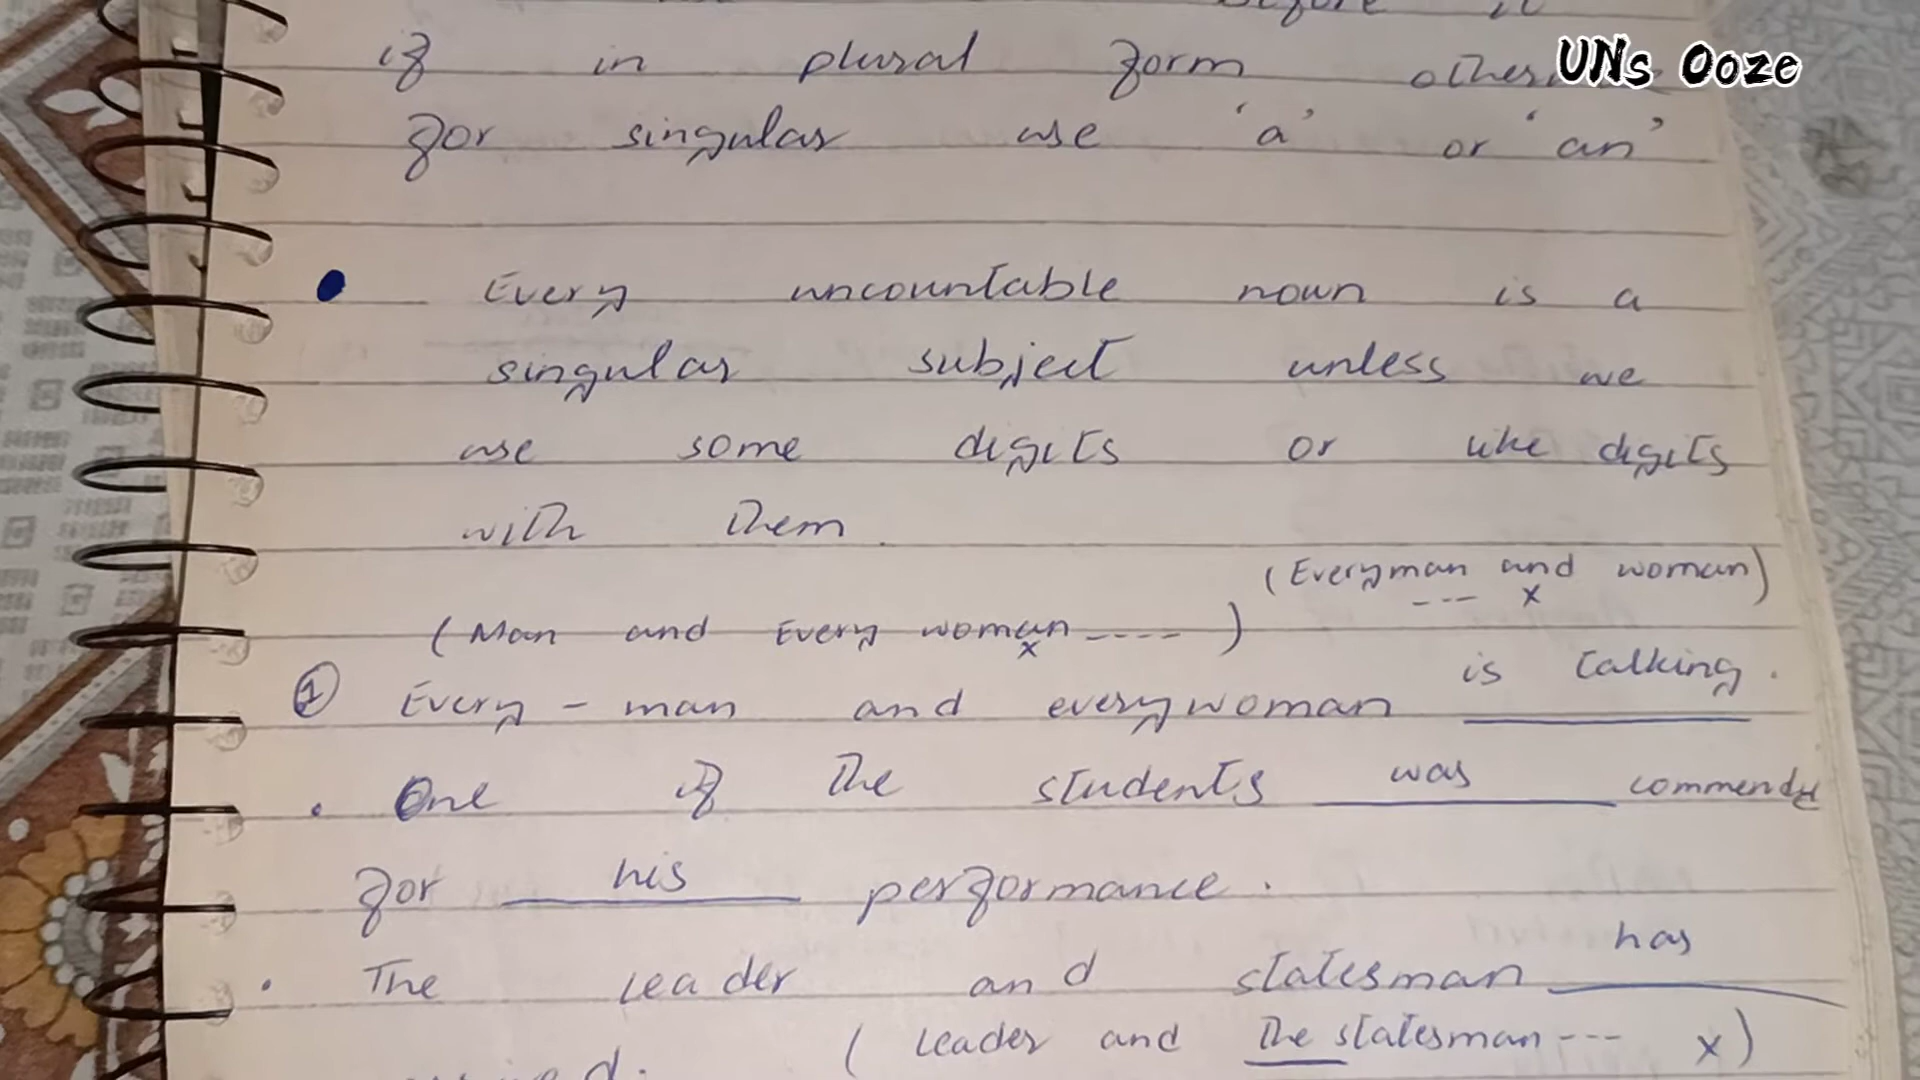 before it
if in plural form
UNs Ooze
for singular use 'a' or 'an'
Every uncountable noun is a
singular subject unless we
use some digits or like digits
with them.
(Everyman and woman)
--- x
(Man and Every woman ----)
x
① Every - man and everywoman is talking.
• One of the students was commended
for his performance.
• The leader and statesman has
(Leader and the statesman --- x)